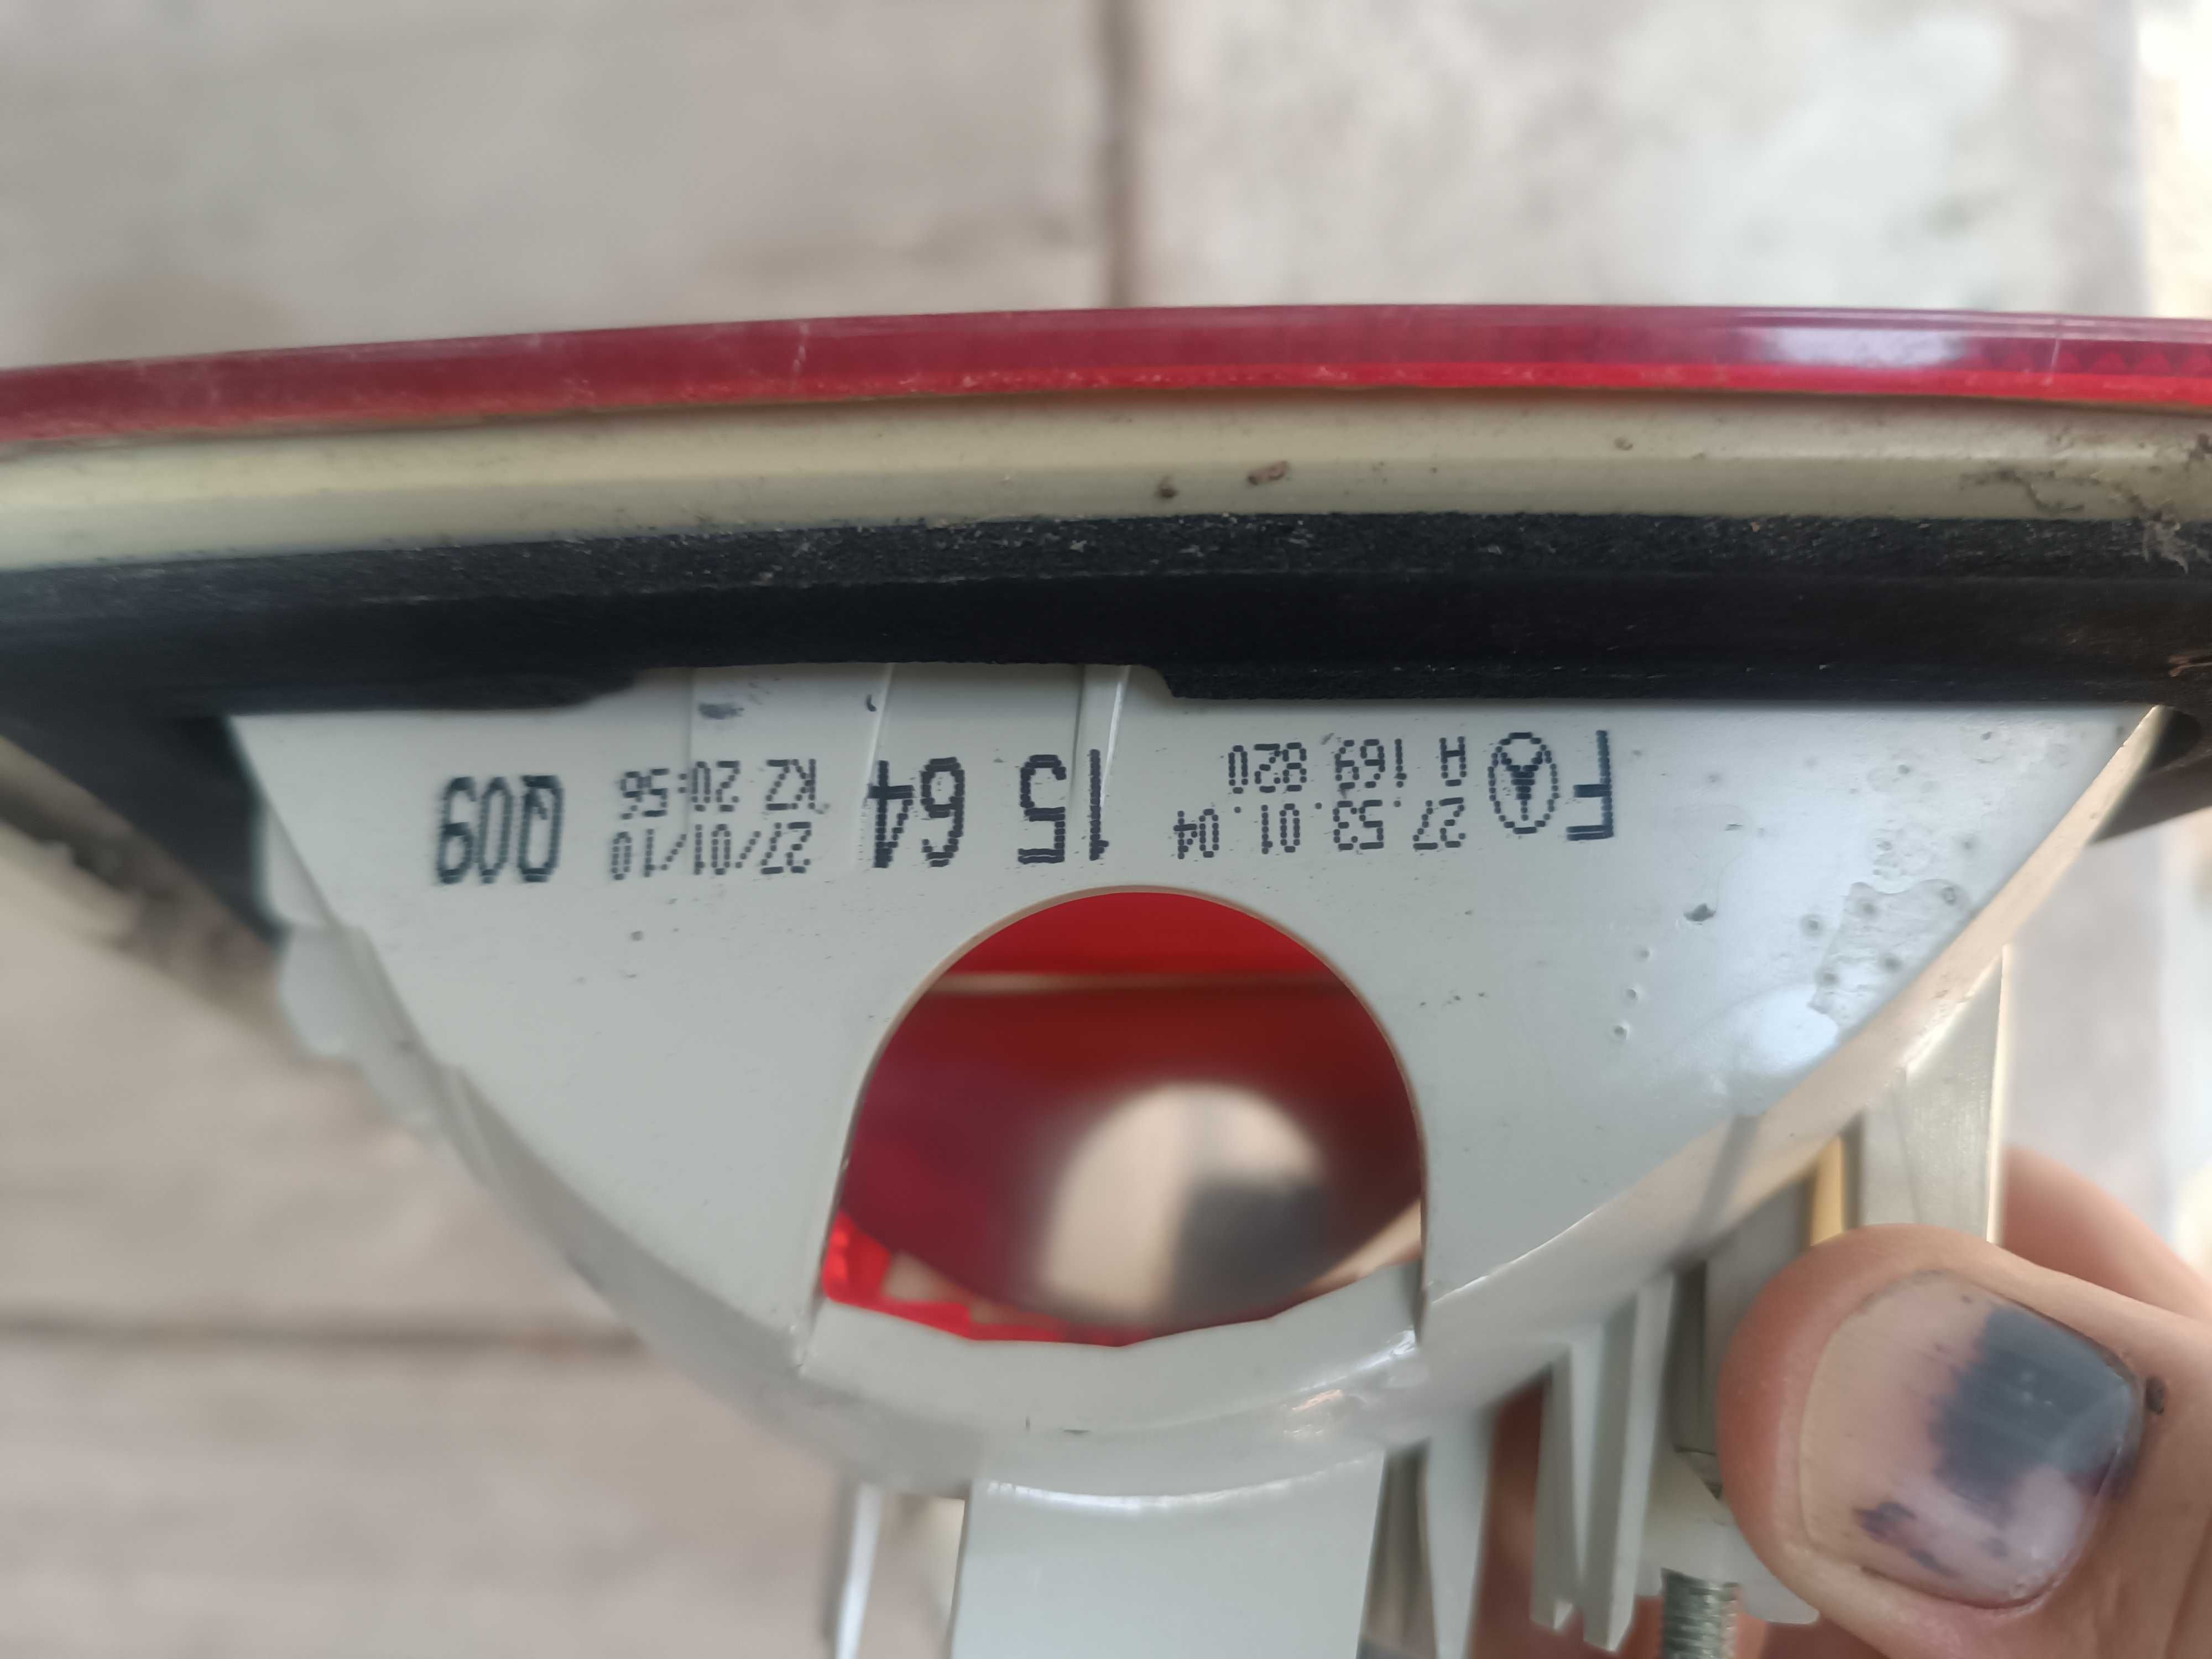 F
27.53.01.04
A 169 820
15 64
27/01/10
KZ 20:56
Q09